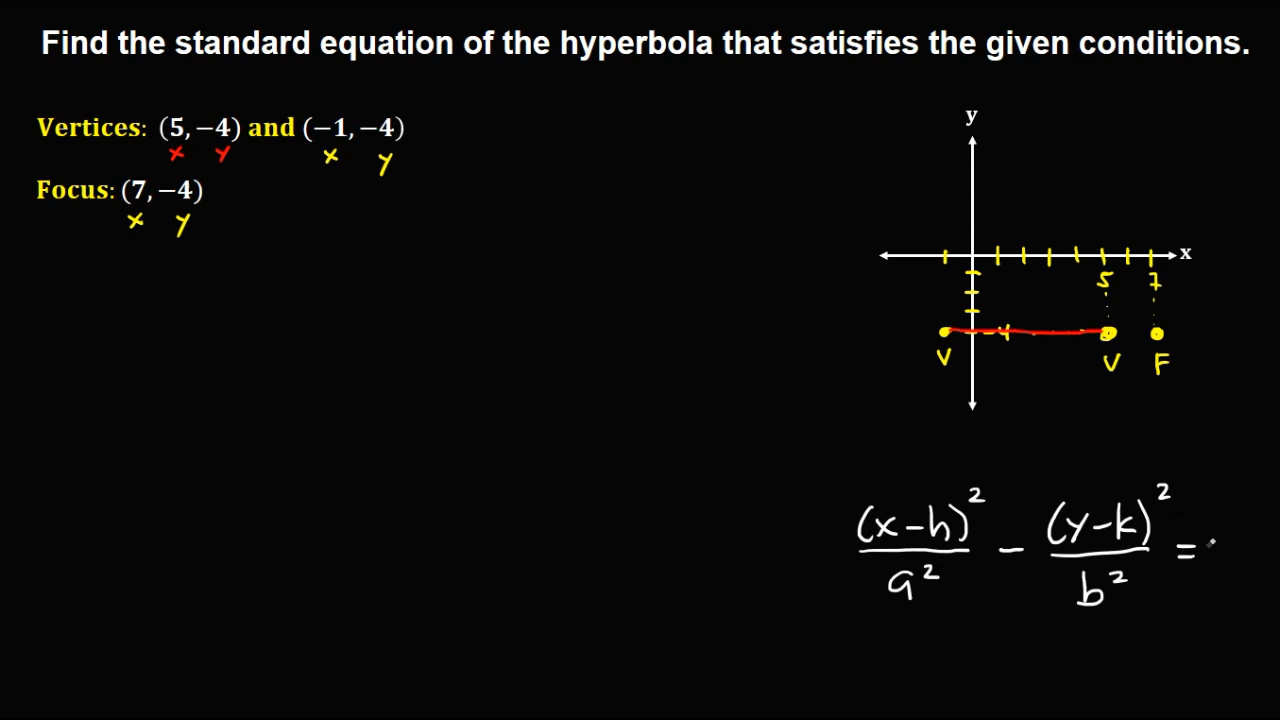 Find the standard equation of the hyperbola that satisfies the given conditions.
Vertices: (5,−4) and (−1,−4)
x y x y
Focus: (7,−4)
x y
y
x
5 7
-4
V V F
(x-h)² - (y-k)² =
a² b²